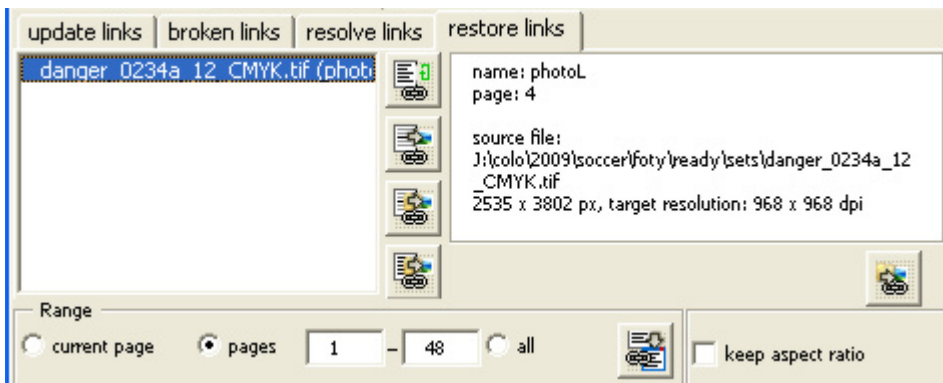 update links broken links resolve links restore links
danger_0234a_12_CMYK.tif (phot
name: photoL
page: 4
source file:
J:\colo\2009\soccer\foty\ready\sets\danger_0234a_12
_CMYK.tif
2535 x 3802 px, target resolution: 968 x 968 dpi
Range
current page pages 1 – 48 all
keep aspect ratio